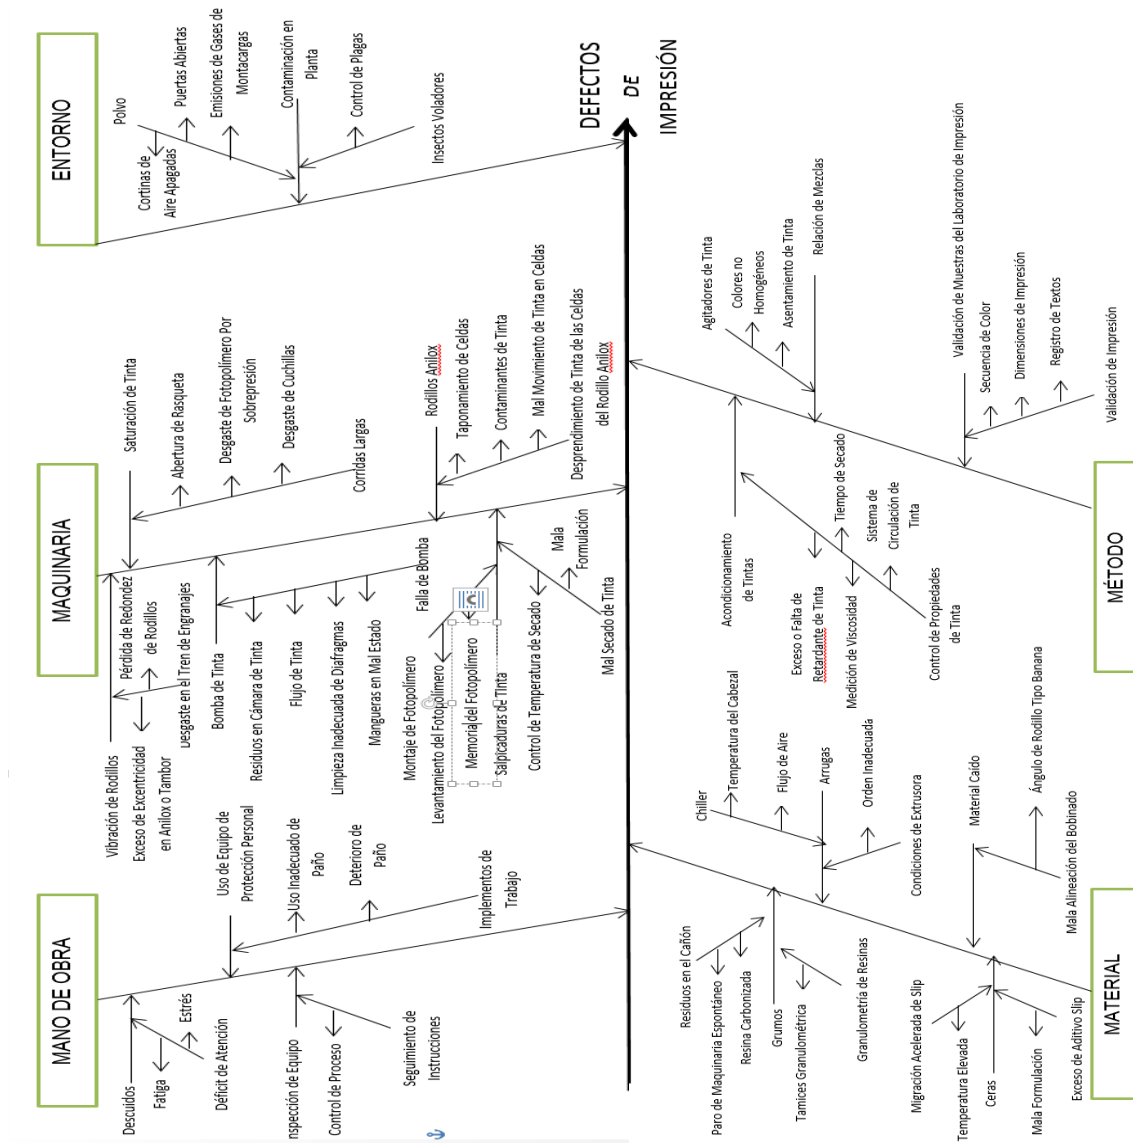 MANO DE OBRA
Descuidos
Fatiga
Estrés
Déficit de Atención
Uso de Equipo de
Protección Personal
Uso Inadecuado de
Paño
Deterioro de
Paño
Implementos de
Trabajo
nspección de Equipo
Control de Proceso
Seguimiento de
Instrucciones
MAQUINARIA
Vibración de Rodillos
Pérdida de Redondez
de Rodillos
Exceso de Excentricidad
en Anilox o Tambor
Desgaste en el Tren de Engranajes
Saturación de Tinta
Abertura de Rasqueta
Desgaste de Fotopolímero Por
Sobrepresión
Desgaste de Cuchillas
Corridas Largas
Bomba de Tinta
Residuos en Cámara de Tinta
Flujo de Tinta
Limpieza Inadecuada de Diafragmas
Mangueras en Mal Estado
Falla de Bomba
Rodillos Anilox
Taponamiento de Celdas
Contaminantes de Tinta
Mal Movimiento de Tinta en Celdas
Desprendimiento de Tinta de las Celdas
del Rodillo Anilox
Montaje de Fotopolímero
Levantamiento del Fotopolímero
Memoria del Fotopolímero
Salpicaduras de Tinta
Control de Temperatura de Secado
Mala
Formulación
Mal Secado de Tinta
ENTORNO
Polvo
Cortinas de
Aire Apagadas
Puertas Abiertas
Emisiones de Gases de
Montacargas
Contaminación en
Planta
Control de Plagas
Insectos Voladores
DEFECTOS
DE
IMPRESIÓN
MATERIAL
Residuos en el Cañón
Paro de Maquinaria Espontáneo
Resina Carbonizada
Grumos
Tamices Granulométrica
Granulometría de Resinas
Chiller
Temperatura del Cabezal
Flujo de Aire
Arrugas
Orden Inadecuada
Condiciones de Extrusora
Migración Acelerada de Slip
Temperatura Elevada
Ceras
Mala Formulación
Exceso de Aditivo Slip
Material Caído
Ángulo de Rodillo Tipo Banana
Mala Alineación del Bobinado
MÉTODO
Acondicionamiento
de Tintas
Exceso o Falta de
Retardante de Tinta
Tiempo de Secado
Medición de Viscosidad
Sistema de
Circulación de
Tinta
Control de Propiedades
de Tinta
Agitadores de Tinta
Colores no
Homogéneos
Asentamiento de Tinta
Relación de Mezclas
Validación de Muestras del Laboratorio de Impresión
Secuencia de Color
Dimensiones de Impresión
Registro de Textos
Validación de Impresión